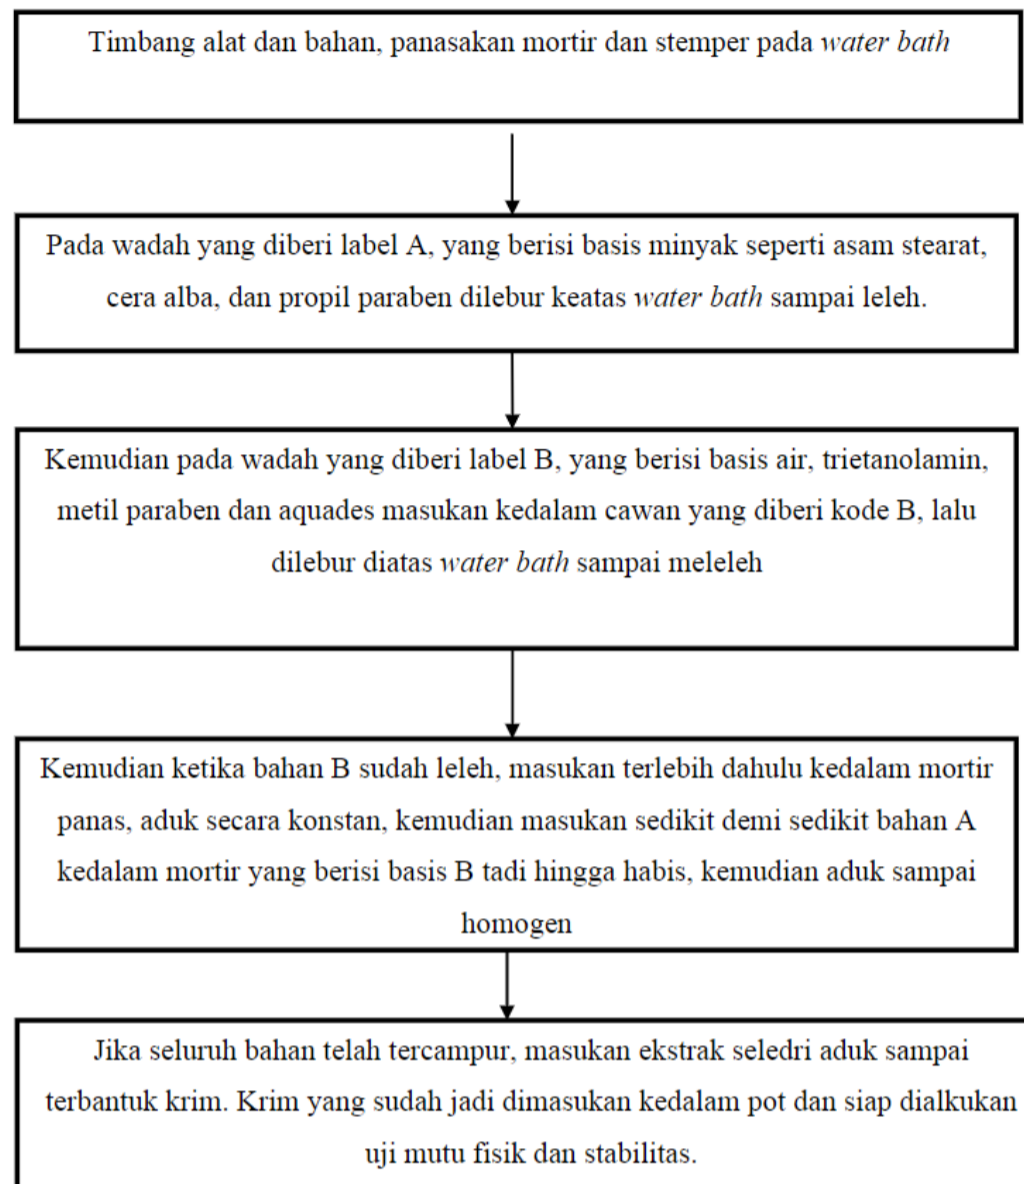 Timbang alat dan bahan, panasakan mortir dan stemper pada water bath
Pada wadah yang diberi label A, yang berisi basis minyak seperti asam stearat,
cera alba, dan propil paraben dilebur keatas water bath sampai leleh.
Kemudian pada wadah yang diberi label B, yang berisi basis air, trietanolamin,
metil paraben dan aquades masukan kedalam cawan yang diberi kode B, lalu
dilebur diatas water bath sampai meleleh
Kemudian ketika bahan B sudah leleh, masukan terlebih dahulu kedalam mortir
panas, aduk secara konstan, kemudian masukan sedikit demi sedikit bahan A
kedalam mortir yang berisi basis B tadi hingga habis, kemudian aduk sampai
homogen
Jika seluruh bahan telah tercampur, masukan ekstrak seledri aduk sampai
terbantuk krim. Krim yang sudah jadi dimasukan kedalam pot dan siap dialkukan
uji mutu fisik dan stabilitas.